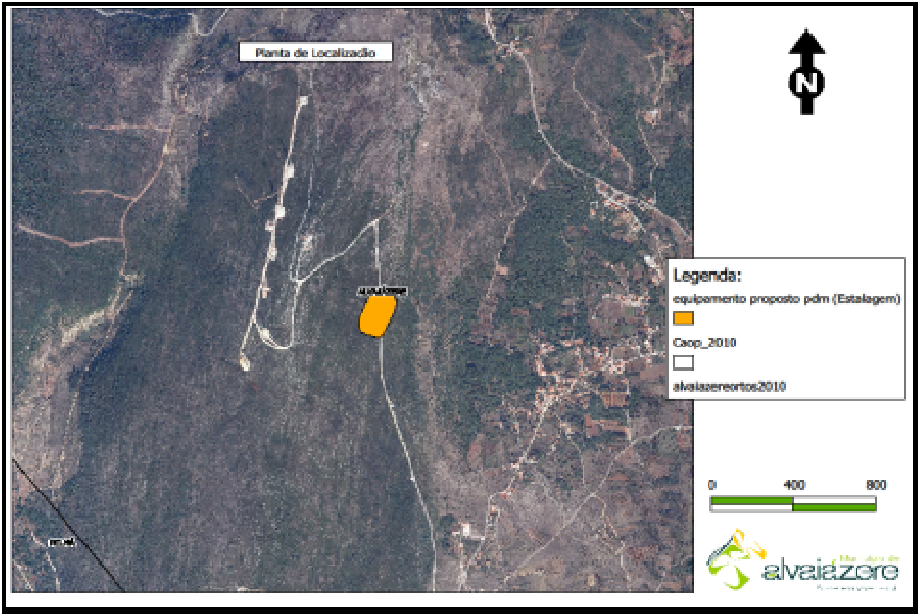 Planta de Localização
N
Legenda:
equipamento proposto pdm (Estalagem)
Caop_2010
alvaiazereortos2010
0 400 800
alvaiázere